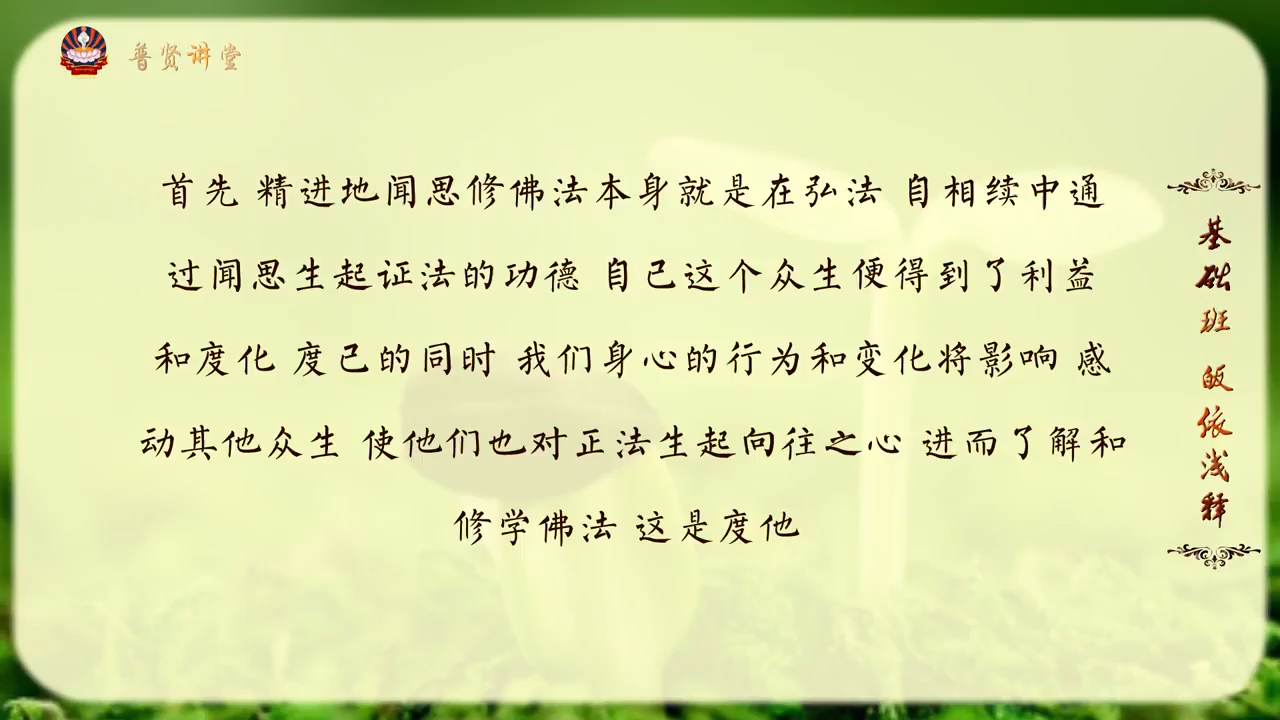 普贤讲堂
首先 精进地闻思修佛法本身就是在弘法 自相续中通
过闻思生起证法的功德 自己这个众生便得到了利益
和度化 度己的同时 我们身心的行为和变化将影响 感
动其他众生 使他们也对正法生起向往之心 进而了解和
修学佛法 这是度他
基础班 皈依浅释